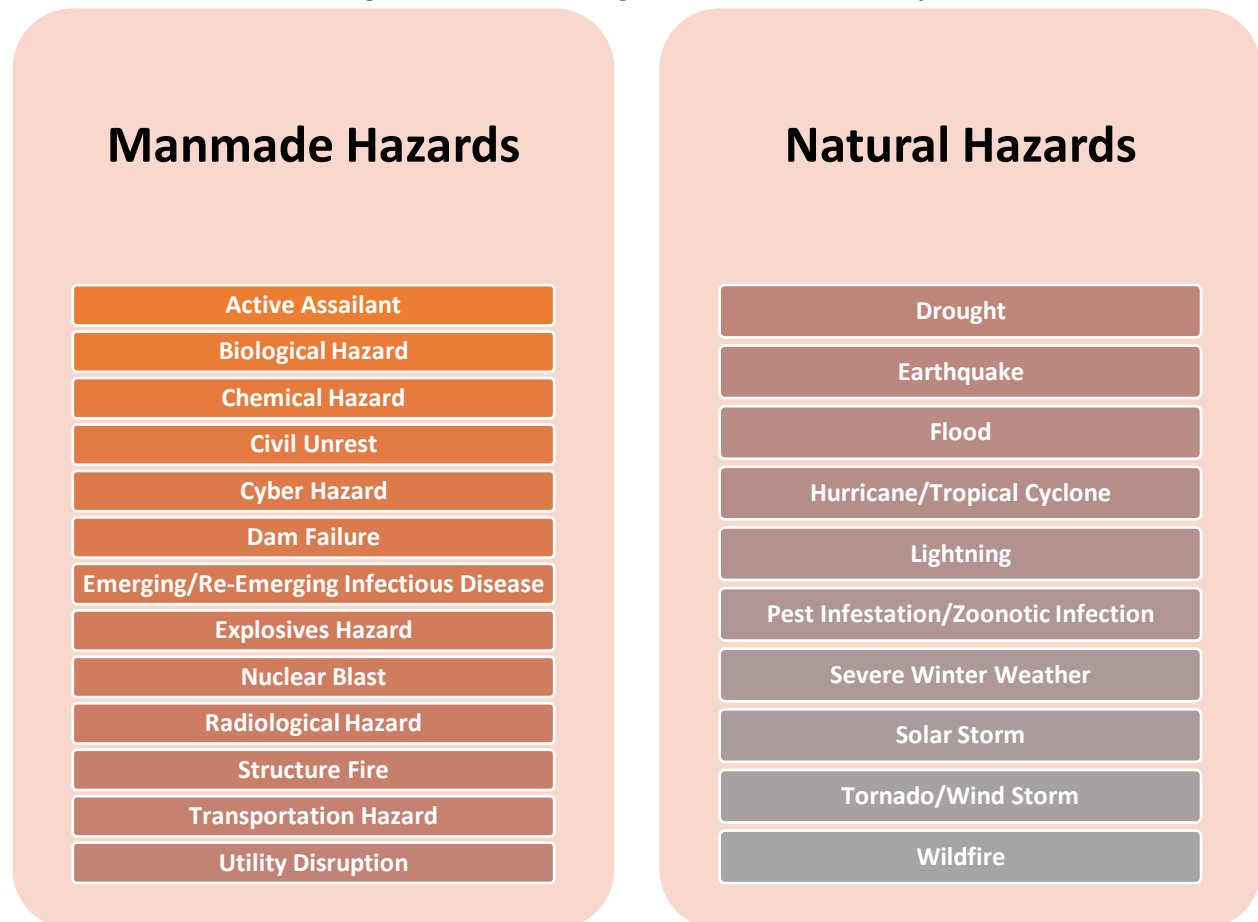 Manmade Hazards
Active Assailant
Biological Hazard
Chemical Hazard
Civil Unrest
Cyber Hazard
Dam Failure
Emerging/Re-Emerging Infectious Disease
Explosives Hazard
Nuclear Blast
Radiological Hazard
Structure Fire
Transportation Hazard
Utility Disruption
Natural Hazards
Drought
Earthquake
Flood
Hurricane/Tropical Cyclone
Lightning
Pest Infestation/Zoonotic Infection
Severe Winter Weather
Solar Storm
Tornado/Wind Storm
Wildfire